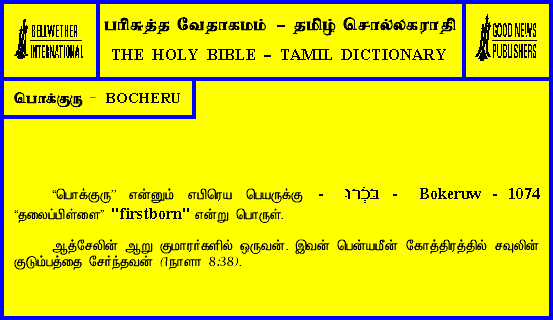 BELLWETHER
INTERNATIONAL
பரிசுத்த வேதாகமம் – தமிழ் சொல்லகராதி
THE HOLY BIBLE – TAMIL DICTIONARY
GOOD NEWS
PUBLISHERS
பொக்குரு – BOCHERU
“பொக்குரு” என்னும் எபிரெய பெயருக்கு - בֹּכְרוּ - Bokeruw - 1074
“தலைப்பிள்ளை” "firstborn" என்று பொருள்.
ஆத்சேலின் ஆறு குமாரர்களில் ஒருவன். இவன் பென்யமீன் கோத்திரத்தில் சவுலின்
குடும்பத்தை சேர்ந்தவன் (1நாளா 8:38).